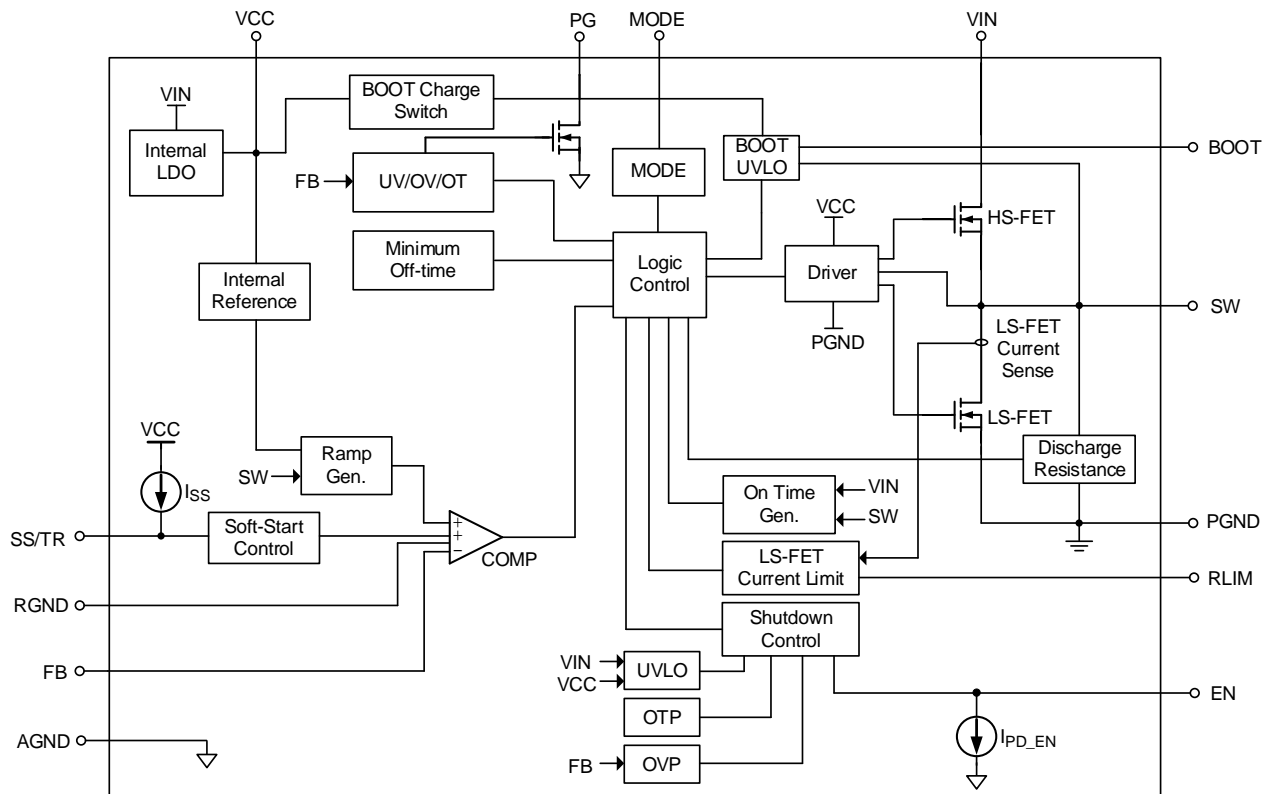 VCC
PG
MODE
VIN
VIN
Internal
LDO
BOOT Charge
Switch
BOOT
UVLO
BOOT
FB
UV/OV/OT
MODE
VCC
HS-FET
Minimum
Off-time
Logic
Control
Driver
Internal
Reference
SW
PGND
LS-FET
Current
Sense
LS-FET
VCC
ISS
SW
Ramp
Gen.
Discharge
Resistance
On Time
Gen.
VIN
SW
SS/TR
Soft-Start
Control
+
+
−
COMP
PGND
LS-FET
Current Limit
RLIM
RGND
Shutdown
Control
FB
VIN
VCC
UVLO
EN
OTP
AGND
IPD_EN
FB
OVP